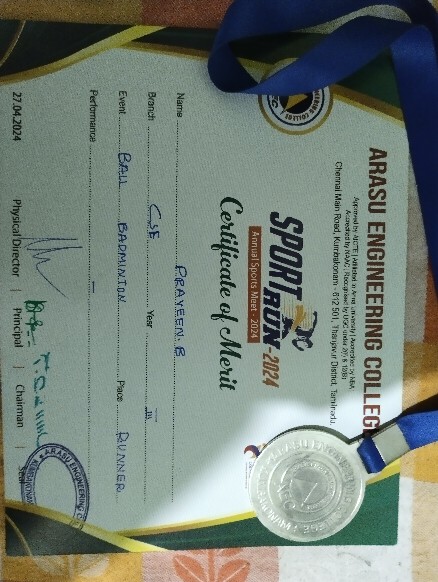 ARASU ENGINEERING COLLEGE
Approved by AICTE | Affiliated to Anna University | Accredited by NBA
Accredited by NAAC | Recognised by UGC under 2(f) & 12(B)
Chennai Main Road, Kumbakonam - 612 501, Thanjavur District, Tamilnadu.
SPORT
RUN-2024
Annual Sports Meet - 2024
Certificate of Merit
Name PRAVEEN.B
Branch CSE Year III
Event BALL BADMINTON Place RUNNER
Performance —
27.04.2024 Physical Director | Principal | Chairman | Seal
ARASU ENGINEERING
KUMBAKONAM
AEC